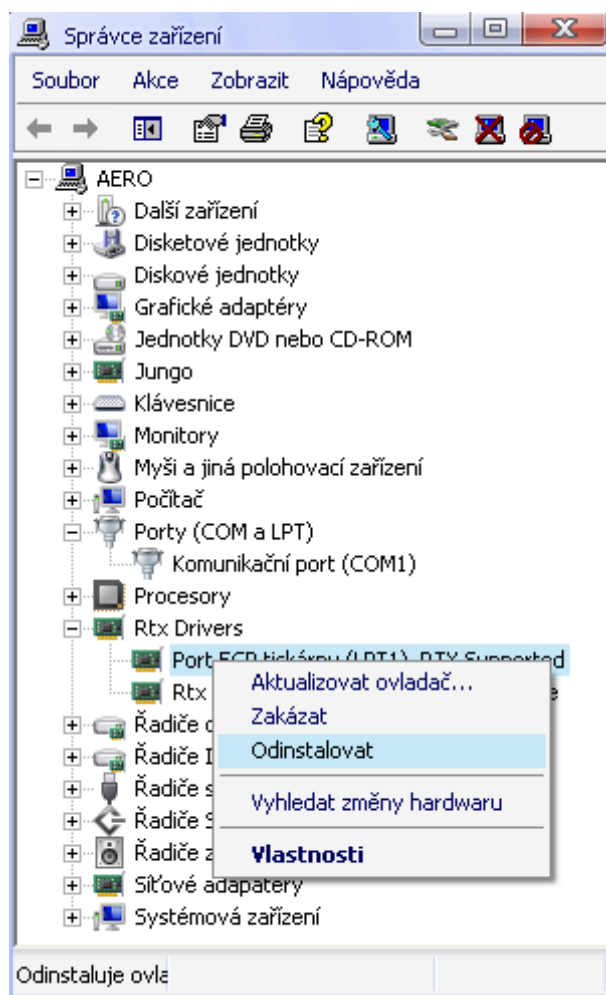 Správce zařízení
Soubor Akce Zobrazit Nápověda
AERO
Další zařízení
Disketové jednotky
Diskové jednotky
Grafické adaptéry
Jednotky DVD nebo CD-ROM
Jungo
Klávesnice
Monitory
Myši a jiná polohovací zařízení
Počítač
Porty (COM a LPT)
Komunikační port (COM1)
Procesory
Rtx Drivers
Port ECP tiskárny (LPT1), RTX Supported
Rtx
Aktualizovat ovladač...
Zakázat
Odinstalovat
Vyhledat změny hardwaru
Vlastnosti
Řadiče
Řadiče
Řadiče
Řadiče
Řadiče
Síťové adapatéry
Systémová zařízení
Odinstaluje